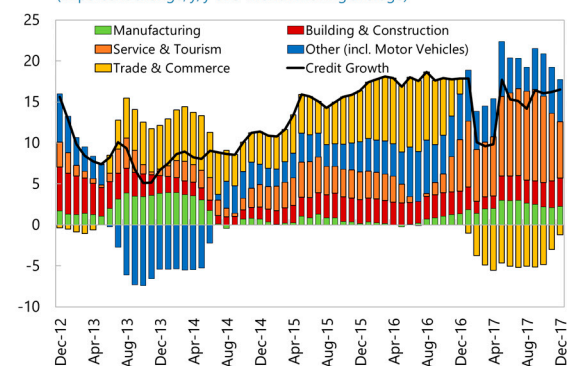 Manufacturing
Building & Construction
Service & Tourism
Other (incl. Motor Vehicles)
Trade & Commerce
Credit Growth
25
20
15
10
5
0
-5
-10
Dec-12
Apr-13
Aug-13
Dec-13
Apr-14
Aug-14
Dec-14
Apr-15
Aug-15
Dec-15
Apr-16
Aug-16
Dec-16
Apr-17
Aug-17
Dec-17